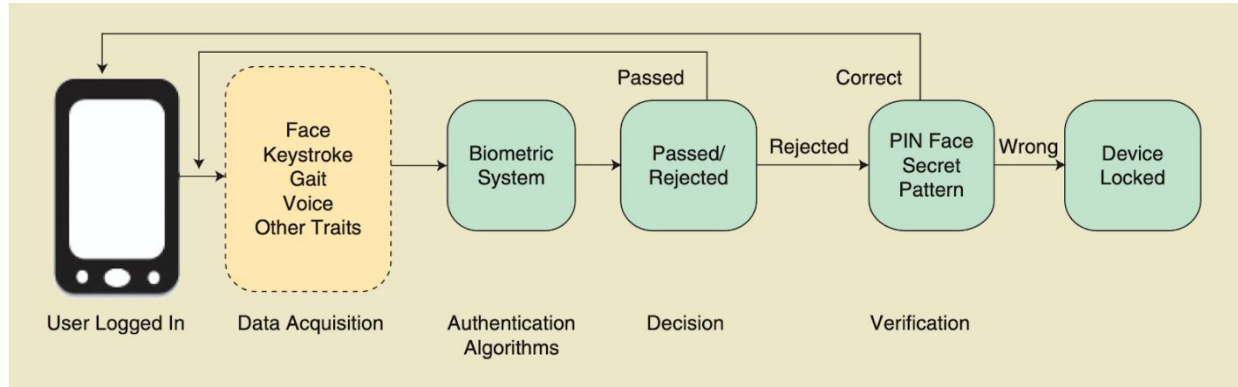 Passed
Correct
Face
Keystroke
Gait
Voice
Other Traits
Biometric
System
Passed/
Rejected
Rejected
PIN Face
Secret
Pattern
Wrong
Device
Locked
User Logged In
Data Acquisition
Authentication
Algorithms
Decision
Verification